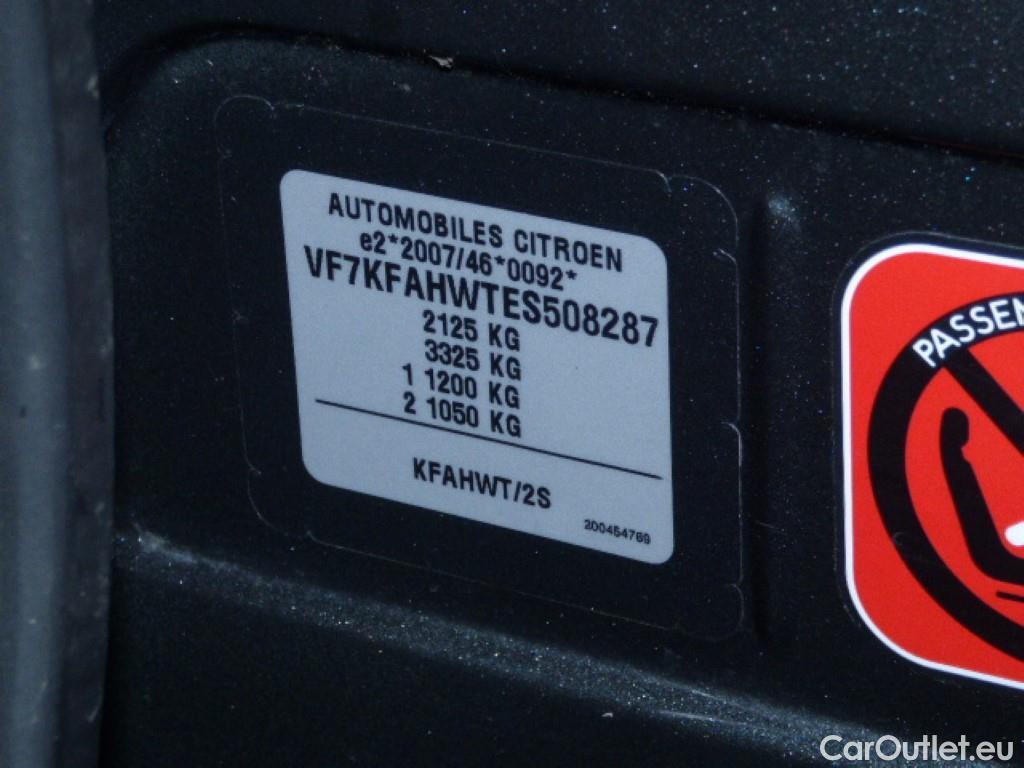 AUTOMOBILES CITROEN
e2*2007/46*0092*
VF7KFAHWTES508287
2125 KG
3325 KG
1 1200 KG
2 1050 KG
KFAHWT/2S
200454769
PASSEN
CarOutlet.eu